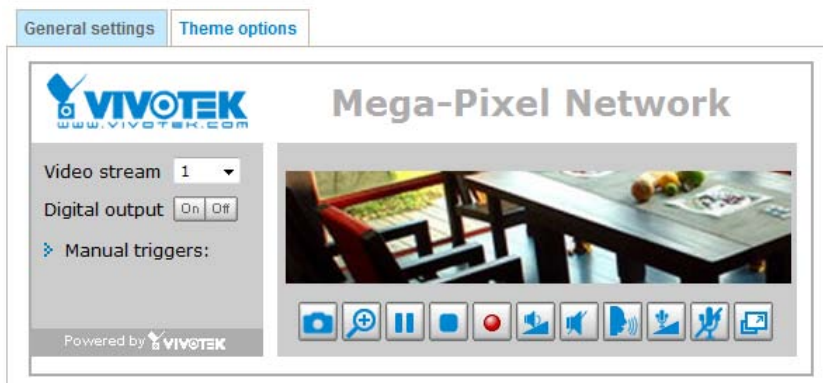 General settings
Theme options
VIVOTEK
www.vivotek.com
Mega-Pixel Network
Video stream 1
Digital output On Off
Manual triggers:
Powered by VIVOTEK